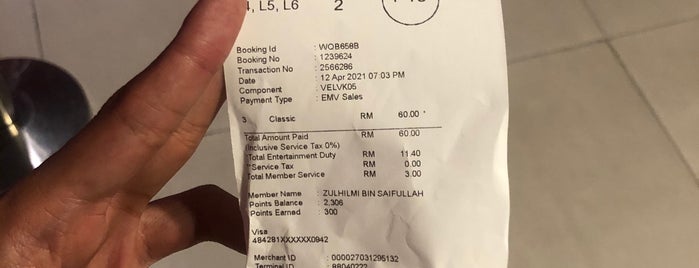 4, L5, L6 2
Booking Id : WQB658B
Booking No : 1239624
Transaction No : 2566286
Date : 12 Apr 2021 07:03 PM
Component : VELVK05
Payment Type : EMV Sales
3 Classic RM 60.00 *
Total Amount Paid RM 60.00
(Inclusive Service Tax 0%)
*Total Entertainment Duty RM 11.40
**Service Tax RM 0.00
Total Member Service RM 3.00
Member Name : ZULHILMI BIN SAIFULLAH
Points Balance : 2,306
Points Earned : 300
Visa
484281XXXXXX0942
Merchant ID : 000027031295132
Terminal ID : 88040222